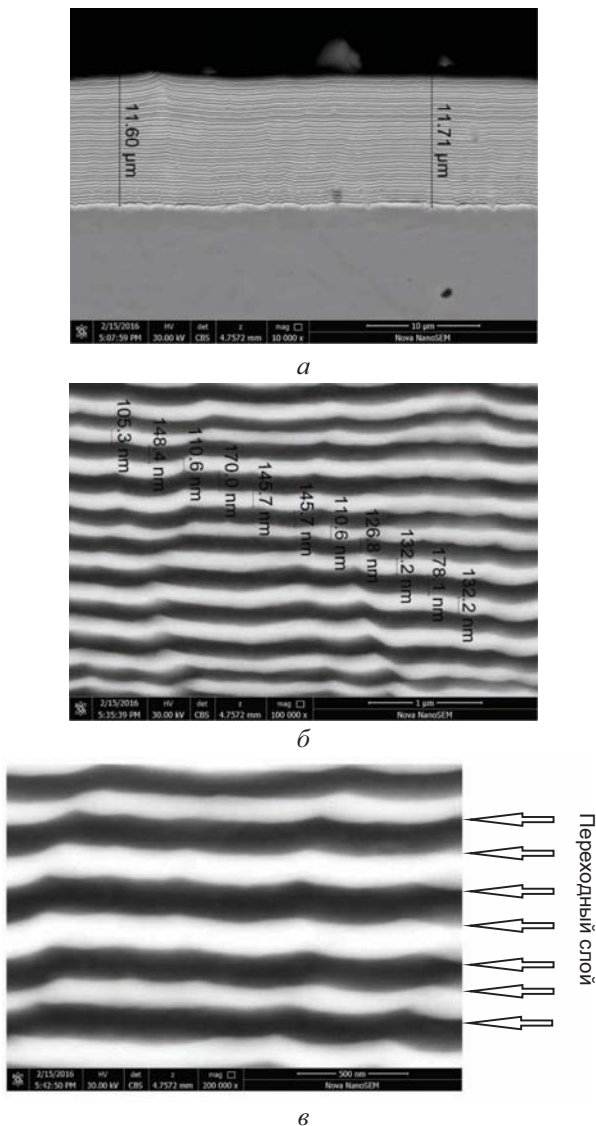 11.60 µm
11.71 µm
2/15/2016 HV det z mag □ 10 µm
5:07:59 PM 30.00 kV CBS 4.7572 mm 10 000 x Nova NanoSEM
а
105.3 nm
148.4 nm
110.6 nm
170.0 nm
145.7 nm
145.7 nm
110.6 nm
126.8 nm
132.2 nm
178.1 nm
132.2 nm
2/15/2016 HV det z mag □ 1 µm
5:35:39 PM 30.00 kV CBS 4.7572 mm 100 000 x Nova NanoSEM
б
Переходный слой
2/15/2016 HV det z mag □ 500 nm
5:42:50 PM 30.00 kV CBS 4.7572 mm 200 000 x Nova NanoSEM
в